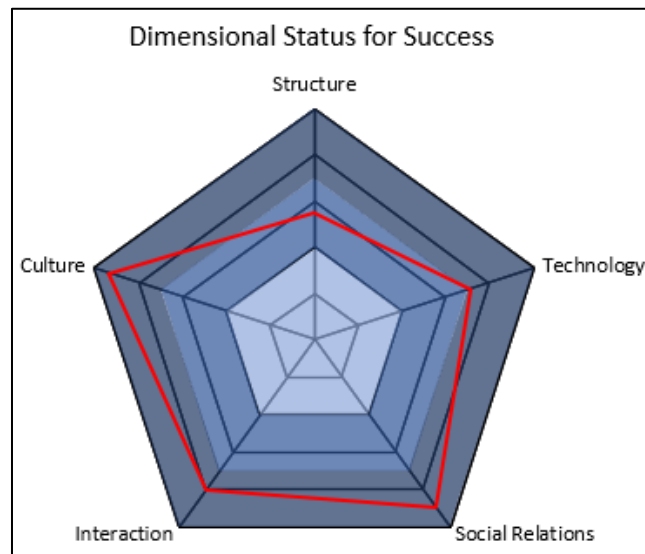 Dimensional Status for Success
Structure
Culture
Technology
Interaction
Social Relations